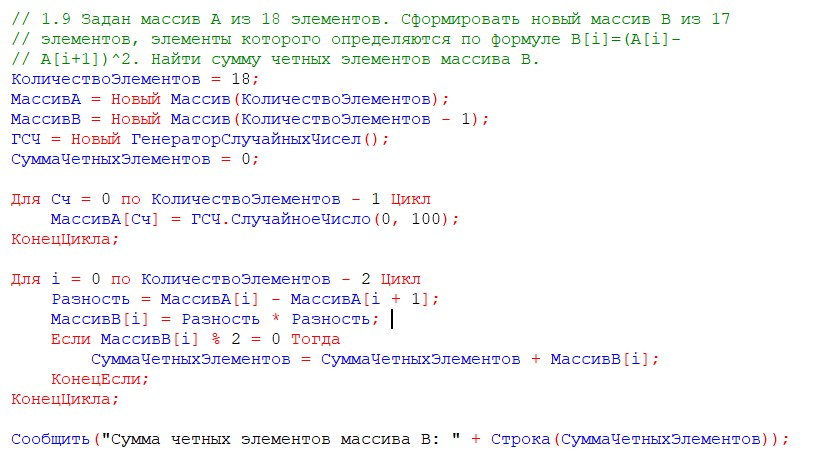 // 1.9 Задан массив А из 18 элементов. Сформировать новый массив В из 17
// элементов, элементы которого определяются по формуле B[i]=(A[i]-
// A[i+1])^2. Найти сумму четных элементов массива В.
КоличествоЭлементов = 18;
МассивА = Новый Массив(КоличествоЭлементов);
МассивВ = Новый Массив(КоличествоЭлементов - 1);
ГСЧ = Новый ГенераторСлучайныхЧисел();
СуммаЧетныхЭлементов = 0;
Для Сч = 0 по КоличествоЭлементов - 1 Цикл
МассивА[Сч] = ГСЧ.СлучайноеЧисло(0, 100);
КонецЦикла;
Для i = 0 по КоличествоЭлементов - 2 Цикл
Разность = МассивА[i] - МассивА[i + 1];
МассивВ[i] = Разность * Разность;
Если МассивВ[i] % 2 = 0 Тогда
СуммаЧетныхЭлементов = СуммаЧетныхЭлементов + МассивВ[i];
КонецЕсли;
КонецЦикла;
Сообщить("Сумма четных элементов массива В: " + Строка(СуммаЧетныхЭлементов));